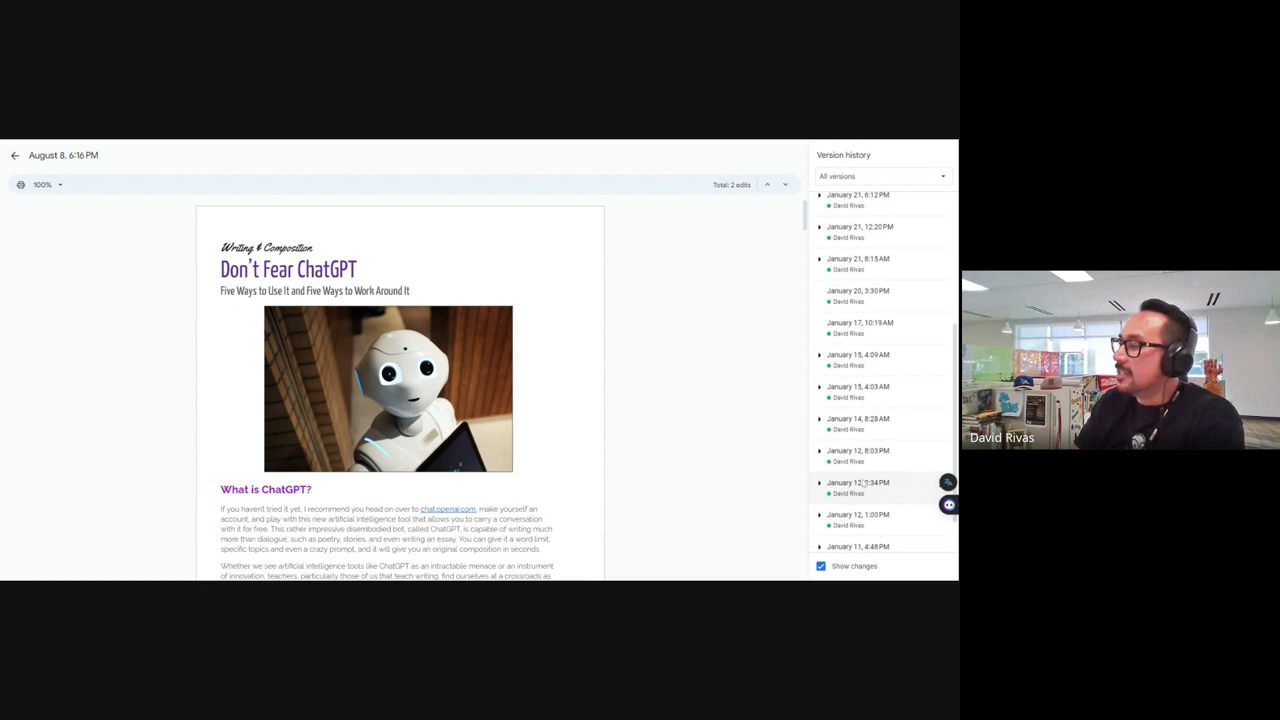 August 8, 6:16 PM
100%
Total: 2 edits
Writing & Composition
Don't Fear ChatGPT
Five Ways to Use It and Five Ways to Work Around It
What is ChatGPT?
If you haven't tried it yet, I recommend you head on over to chat.openai.com, make yourself an
account, and play with this new artificial intelligence tool that allows you to carry a conversation
with it for free. This rather impressive disembodied bot, called ChatGPT, is capable of writing much
more than dialogue, such as poetry, stories, and even writing an essay. You can give it a word limit,
specific topics and even a crazy prompt, and it will give you an original composition in seconds.
Whether we see artificial intelligence tools like ChatGPT as an intractable menace or an instrument
of innovation, teachers, particularly those of us that teach writing, find ourselves at a crossroads as
Version history
All versions
January 21, 6:12 PM
David Rivas
January 21, 12:20 PM
David Rivas
January 21, 8:15 AM
David Rivas
January 20, 3:30 PM
David Rivas
January 17, 10:19 AM
David Rivas
January 15, 4:09 AM
David Rivas
January 15, 4:03 AM
David Rivas
January 14, 8:28 AM
David Rivas
January 12, 8:03 PM
David Rivas
January 12, :34 PM
David Rivas
January 12, 1:00 PM
David Rivas
January 11, 4:48 PM
Show changes
David Rivas